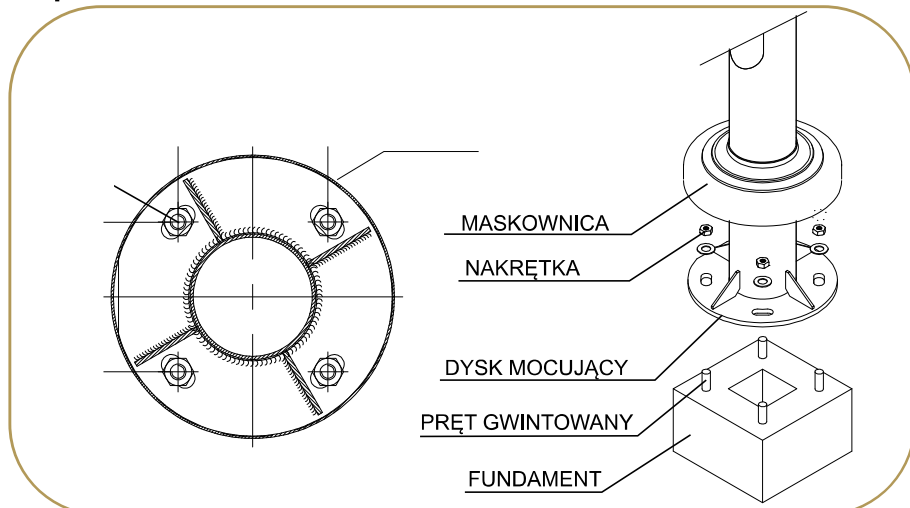 MASKOWNICA
NAKRĘTKA
DYSK MOCUJĄCY
PRĘT GWINTOWANY
FUNDAMENT